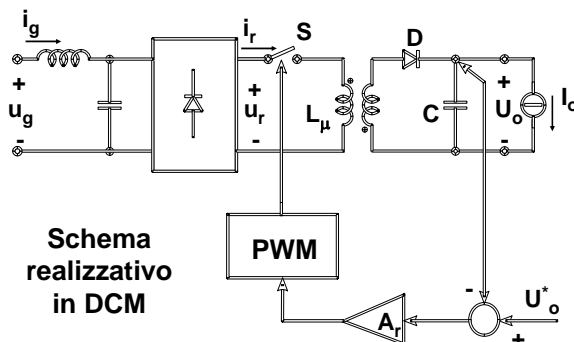 i_g
i_r
S
D
+
u_g
-
+
u_r
-
L_μ
C
+
U_o
-
I_o
Schema
realizzativo
in DCM
PWM
A_r
-
+
U*_o